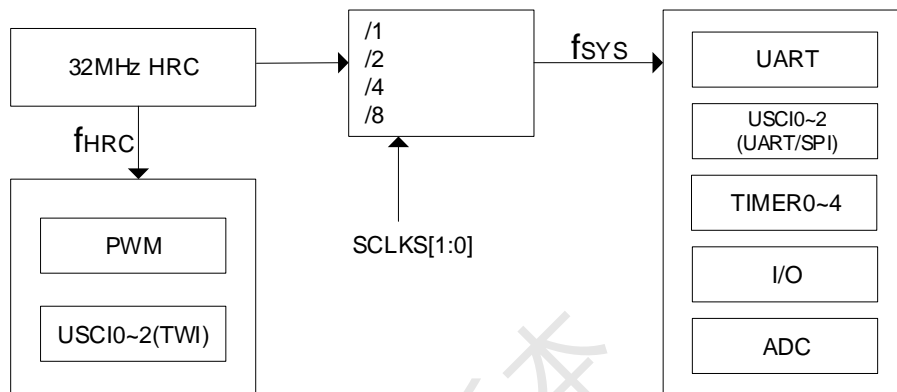 32MHz HRC
/1
/2
/4
/8
fSYS
UART
USCI0~2
(UART/SPI)
TIMER0~4
I/O
ADC
fHRC
PWM
USCI0~2(TWI)
SCLKS[1:0]
本